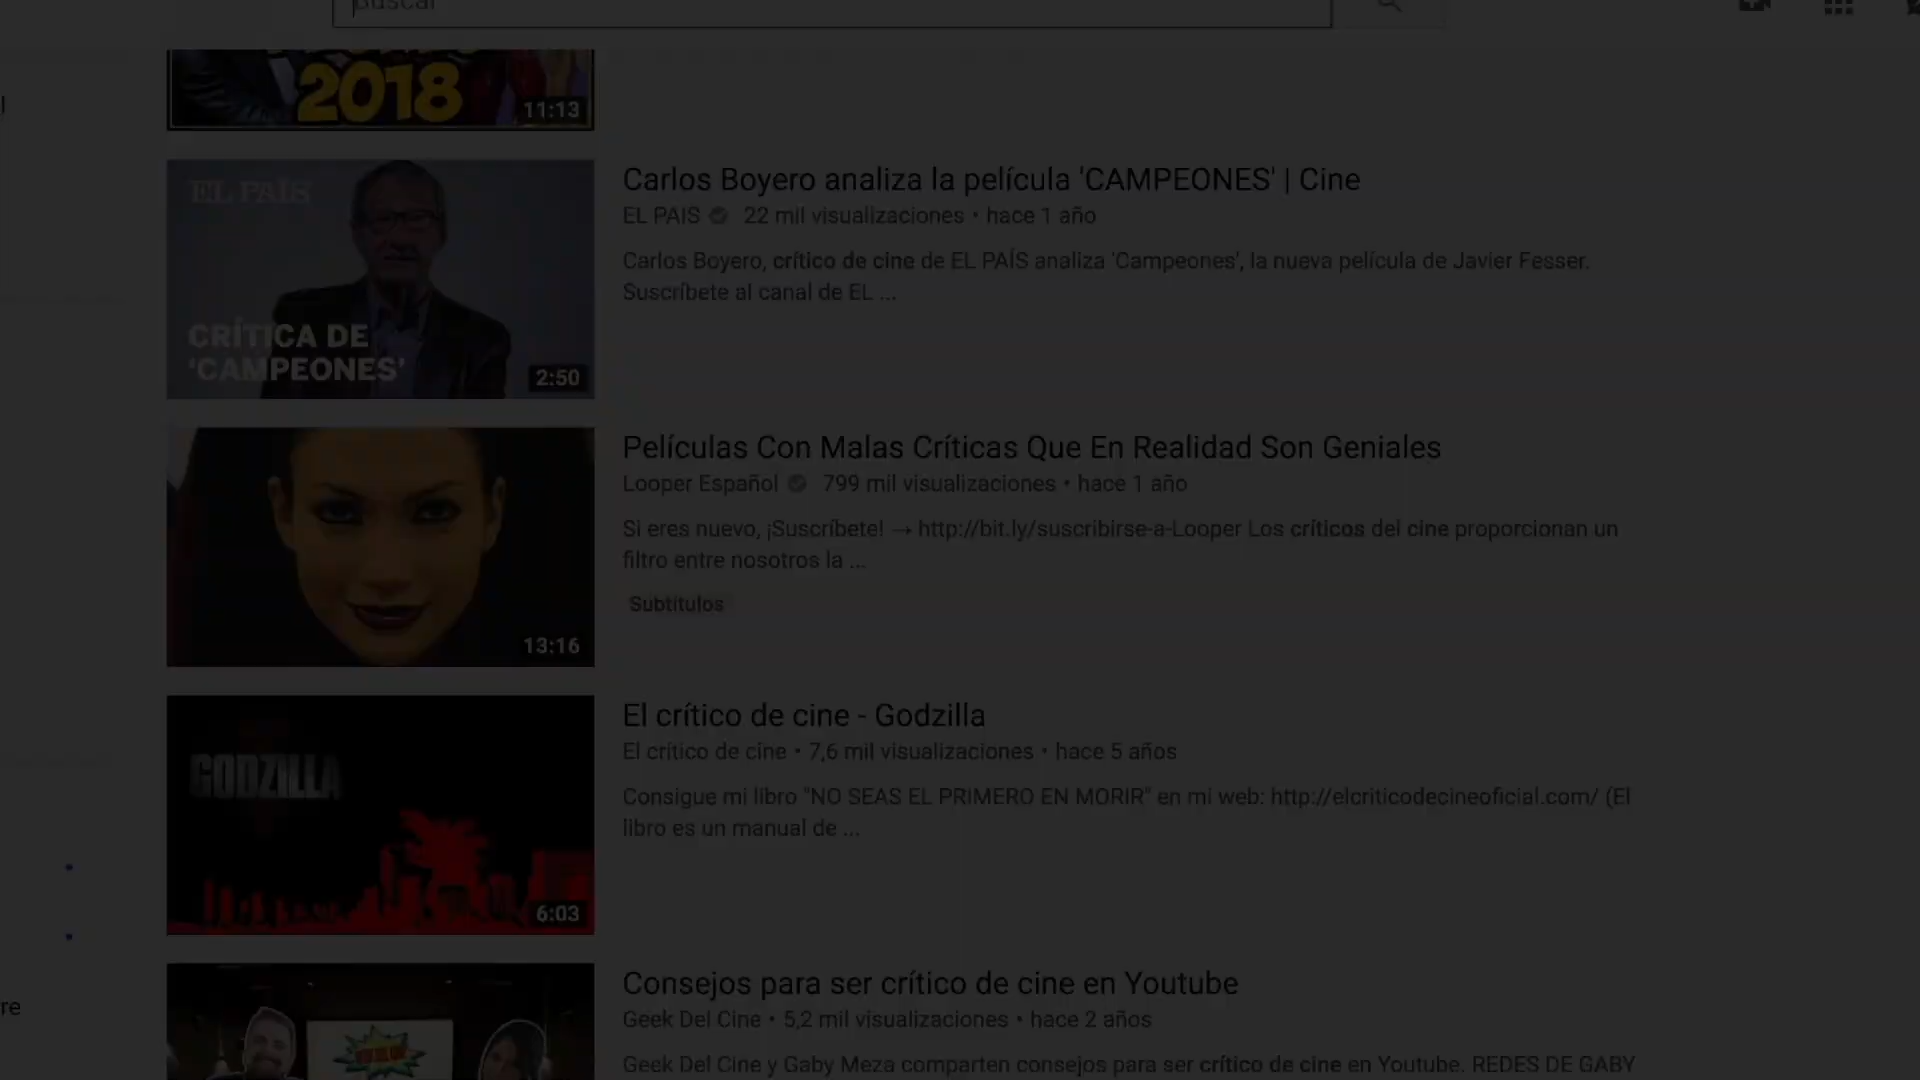 Buscar
2018
11:13
EL PAÍS
CRÍTICA DE
'CAMPEONES'
2:50
Carlos Boyero analiza la película 'CAMPEONES' | Cine
EL PAÍS 22 mil visualizaciones • hace 1 año
Carlos Boyero, crítico de cine de EL PAÍS analiza 'Campeones', la nueva película de Javier Fesser.
Suscríbete al canal de EL ...
13:16
Películas Con Malas Críticas Que En Realidad Son Geniales
Looper Español 799 mil visualizaciones • hace 1 año
Si eres nuevo, ¡Suscríbete! → http://bit.ly/suscribirse-a-Looper Los críticos del cine proporcionan un
filtro entre nosotros la ...
Subtítulos
GODZILLA
6:03
El crítico de cine - Godzilla
El crítico de cine • 7,6 mil visualizaciones • hace 5 años
Consigue mi libro "NO SEAS EL PRIMERO EN MORIR" en mi web: http://elcriticodecineoficial.com/ (El
libro es un manual de ...
re
Consejos para ser crítico de cine en Youtube
Geek Del Cine • 5,2 mil visualizaciones • hace 2 años
Geek Del Cine y Gaby Meza comparten consejos para ser crítico de cine en Youtube. REDES DE GABY